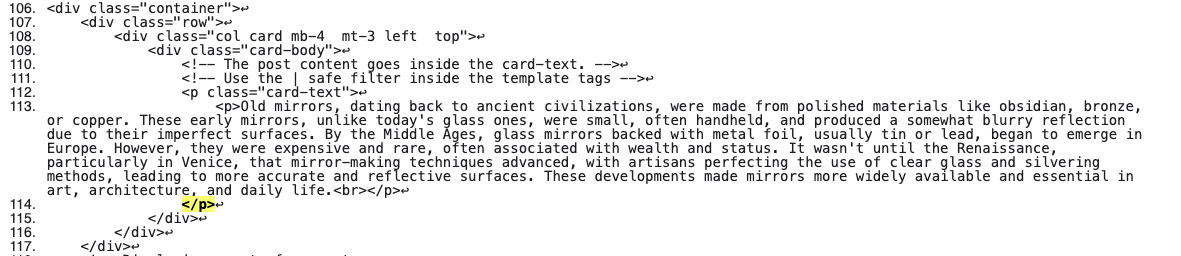 106. <div class="container">↩
107. <div class="row">↩
108. <div class="col card mb-4  mt-3 left  top">↩
109. <div class="card-body">↩
110. <!-- The post content goes inside the card-text. -->↩
111. <!-- Use the | safe filter inside the template tags -->↩
112. <p class="card-text">↩
113. <p>Old mirrors, dating back to ancient civilizations, were made from polished materials like obsidian, bronze,
or copper. These early mirrors, unlike today's glass ones, were small, often handheld, and produced a somewhat blurry reflection
due to their imperfect surfaces. By the Middle Ages, glass mirrors backed with metal foil, usually tin or lead, began to emerge in
Europe. However, they were expensive and rare, often associated with wealth and status. It wasn't until the Renaissance,
particularly in Venice, that mirror-making techniques advanced, with artisans perfecting the use of clear glass and silvering
methods, leading to more accurate and reflective surfaces. These developments made mirrors more widely available and essential in
art, architecture, and daily life.<br></p>↩
114. </p>↩
115. </div>↩
116. </div>↩
117. </div>↩